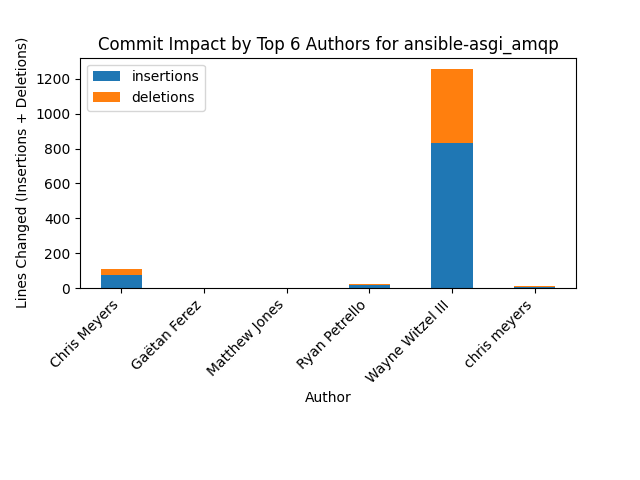 Commit Impact by Top 6 Authors for ansible-asgi_amqp
insertions
deletions
Lines Changed (Insertions + Deletions)
1200
1000
800
600
400
200
0
Chris Meyers
Gaëtan Ferez
Matthew Jones
Ryan Petrello
Wayne Witzel III
chris meyers
Author